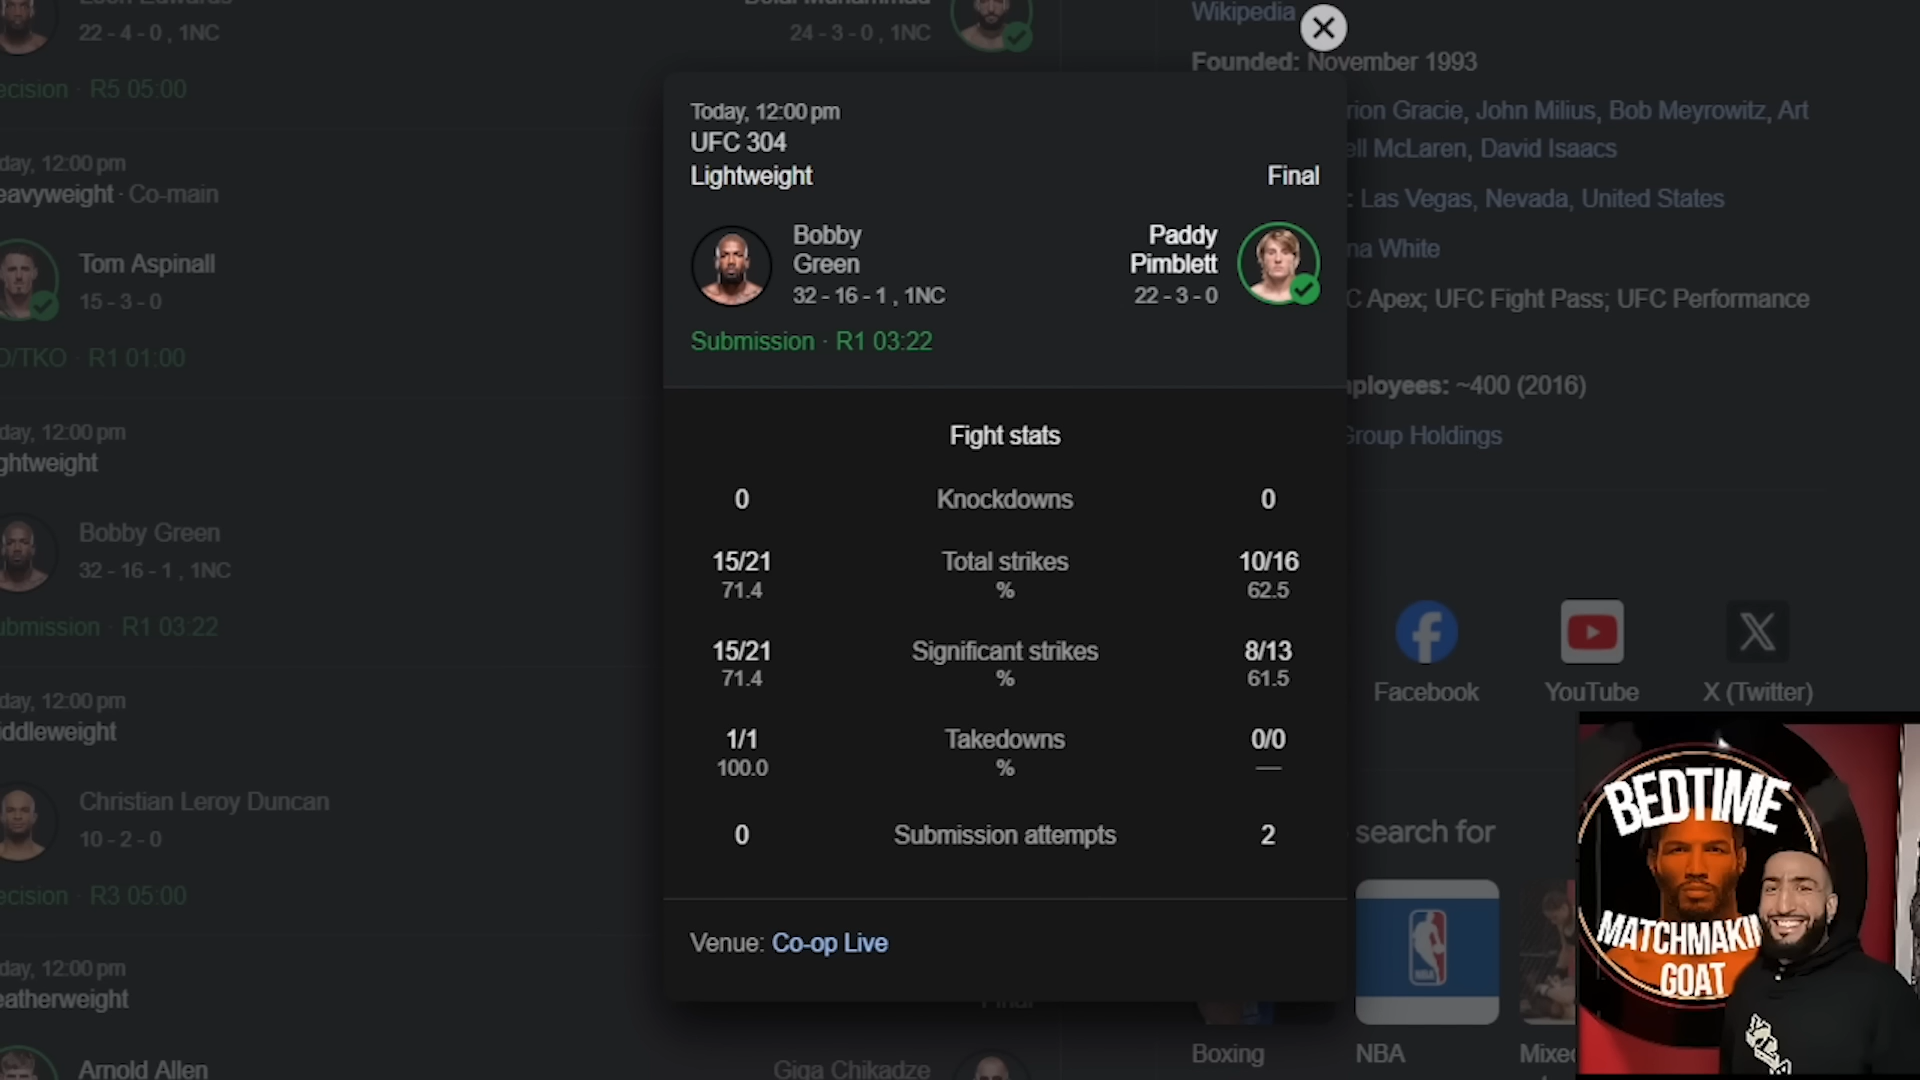 22 - 4 - 0 , 1NC
24 - 3 - 0 , 1NC
ecision · R5 05:00
day, 12:00 pm
eavyweight · Co-main
Tom Aspinall
15 - 3 - 0
O/TKO · R1 01:00
day, 12:00 pm
ghtweight
Bobby Green
32 - 16 - 1 , 1NC
ubmission · R1 03:22
day, 12:00 pm
iddleweight
Christian Leroy Duncan
10 - 2 - 0
ecision · R3 05:00
day, 12:00 pm
eatherweight
Arnold Allen
Giga Chikadze
Today, 12:00 pm
UFC 304
Lightweight
Final
Bobby
Green
32 - 16 - 1 , 1NC
Paddy
Pimblett
22 - 3 - 0
Submission · R1 03:22
Fight stats
0 Knockdowns 0
15/21 Total strikes 10/16
71.4 % 62.5
15/21 Significant strikes 8/13
71.4 % 61.5
1/1 Takedowns 0/0
100.0 % —
0 Submission attempts 2
Venue: Co-op Live
Wikipedia
Founded: November 1993
rion Gracie, John Milius, Bob Meyrowitz, Art
ell McLaren, David Isaacs
: Las Vegas, Nevada, United States
na White
C Apex; UFC Fight Pass; UFC Performance
mployees: ~400 (2016)
Group Holdings
Facebook
YouTube
X (Twitter)
search for
Boxing
NBA
Mixe
BEDTIME
MATCHMAKI
GOAT